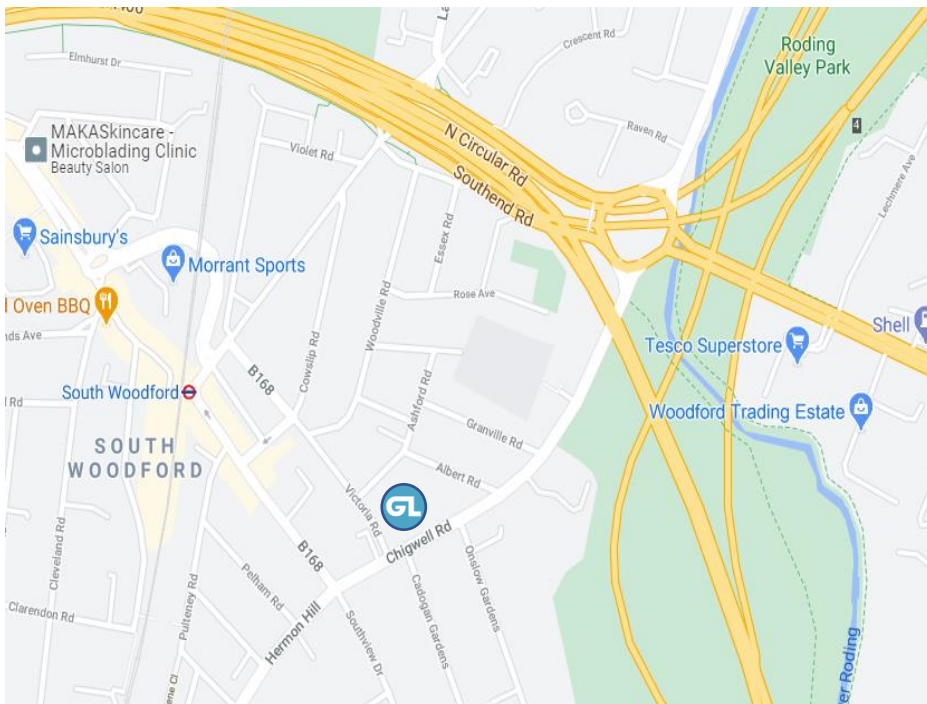 Elmhurst Dr
Crescent Rd
Roding
Valley Park
MAKASkincare -
Microblading Clinic
Beauty Salon
Violet Rd
N Circular Rd
Southend Rd
Raven Rd
4
Lechmere Ave
Sainsbury's
Morrant Sports
Essex Rd
Woodville Rd
Rose Ave
Oven BBQ
Shell
Tesco Superstore
Cowslip Rd
B168
South Woodford
Ashford Rd
Granville Rd
Woodford Trading Estate
SOUTH
WOODFORD
Albert Rd
GL
Victoria Rd
Chigwell Rd
Cleveland Rd
B168
Pelham Rd
Onslow Gardens
Cadogan Gardens
Clarendon Rd
Pulteney Rd
Hermon Hill
Southview Dr
Roding